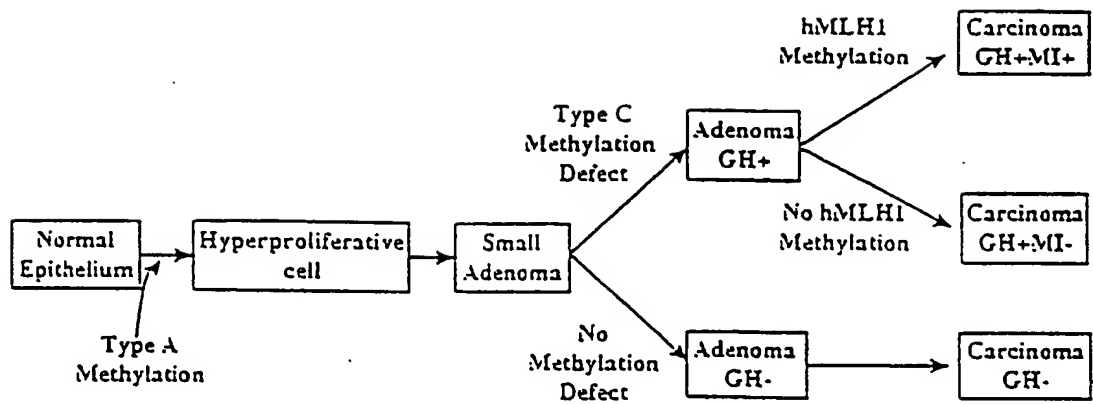 Normal
Epithelium
Type A
Methylation
Hyperproliferative
cell
Small
Adenoma
Type C
Methylation
Defect
Adenoma
GH+
hMLH1
Methylation
Carcinoma
GH+MI+
No hMLH1
Methylation
Carcinoma
GH+MI-
No
Methylation
Defect
Adenoma
GH-
Carcinoma
GH-